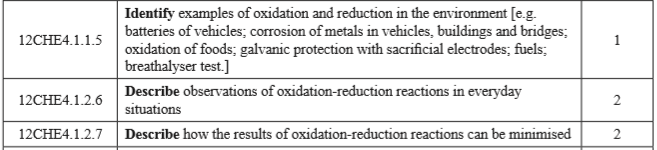 Identify examples of oxidation and reduction in the environment [e.g.
batteries of vehicles; corrosion of metals in vehicles, buildings and bridges;
12CHE4.1.1.5
1
oxidation of foods; galvanic protection with sacrificial electrodes; fuels;
breathalyser test.]
12CHE4.1.2.6
Describe observations of oxidation-reduction reactions in everyday
situations
2
12CHE4.1.2.7
Describe how the results of oxidation-reduction reactions can be minimised
2